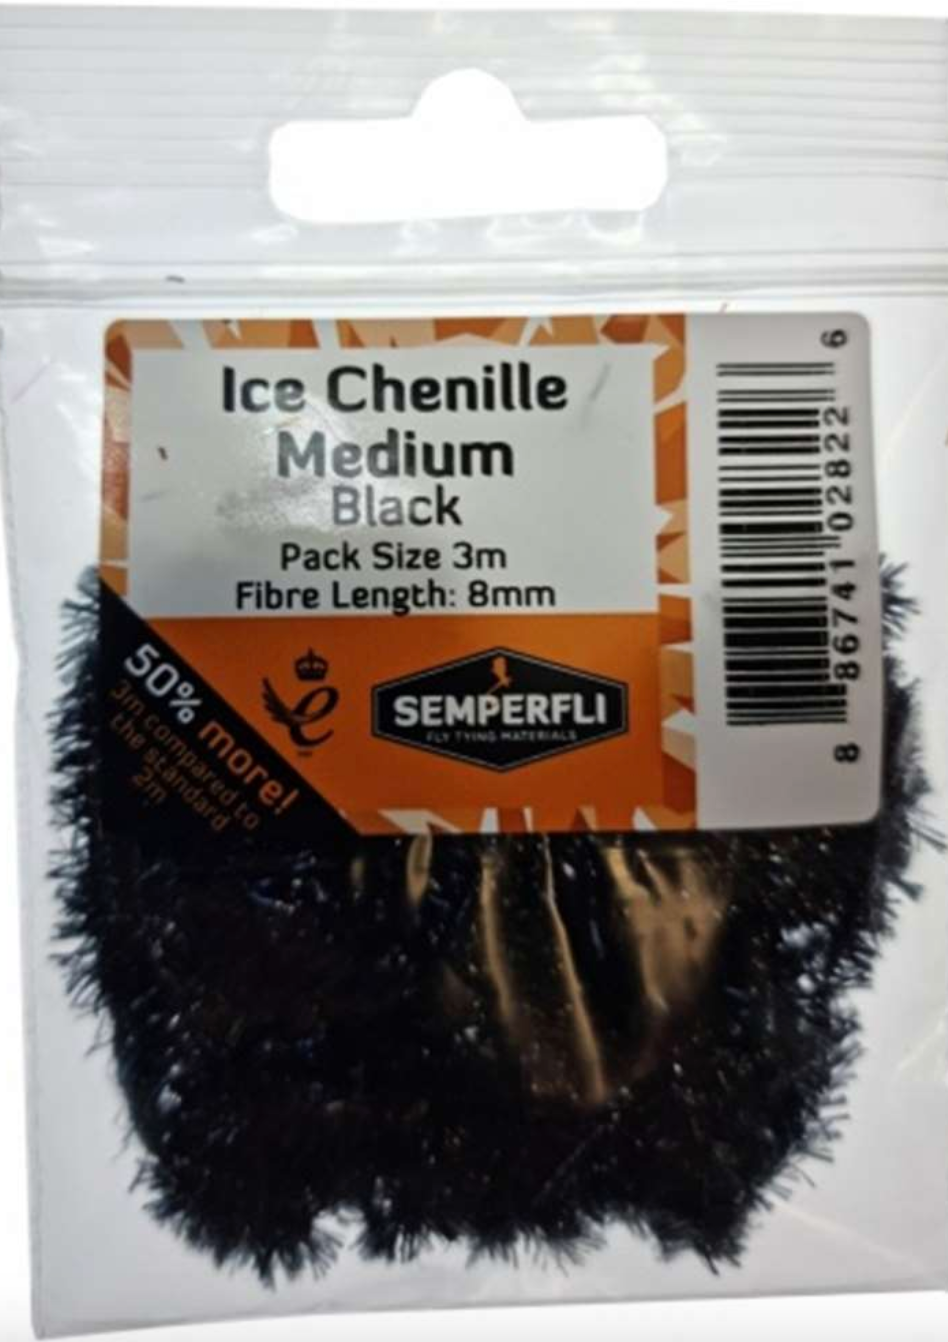 Ice Chenille
Medium
Black
Pack Size 3m
Fibre Length: 8mm
50% more!
3m compared to
the standard
2m
SEMPERFLI
FLY TYING MATERIALS
8 86741 02822 6